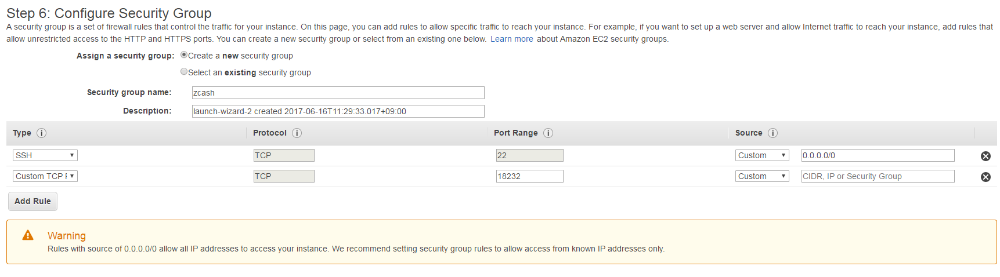 Step 6: Configure Security Group
A security group is a set of firewall rules that control the traffic for your instance. On this page, you can add rules to allow specific traffic to reach your instance. For example, if you want to set up a web server and allow Internet traffic to reach your instance, add rules that
allow unrestricted access to the HTTP and HTTPS ports. You can create a new security group or select from an existing one below. Learn more about Amazon EC2 security groups.
Assign a security group: Create a new security group
Select an existing security group
Security group name: zcash
Description: launch-wizard-2 created 2017-06-16T11:29:33.017+09:00
Type i Protocol i Port Range i Source i
SSH TCP 22 Custom 0.0.0.0/0
Custom TCP TCP 18232 Custom CIDR, IP or Security Group
Add Rule
Warning
Rules with source of 0.0.0.0/0 allow all IP addresses to access your instance. We recommend setting security group rules to allow access from known IP addresses only.